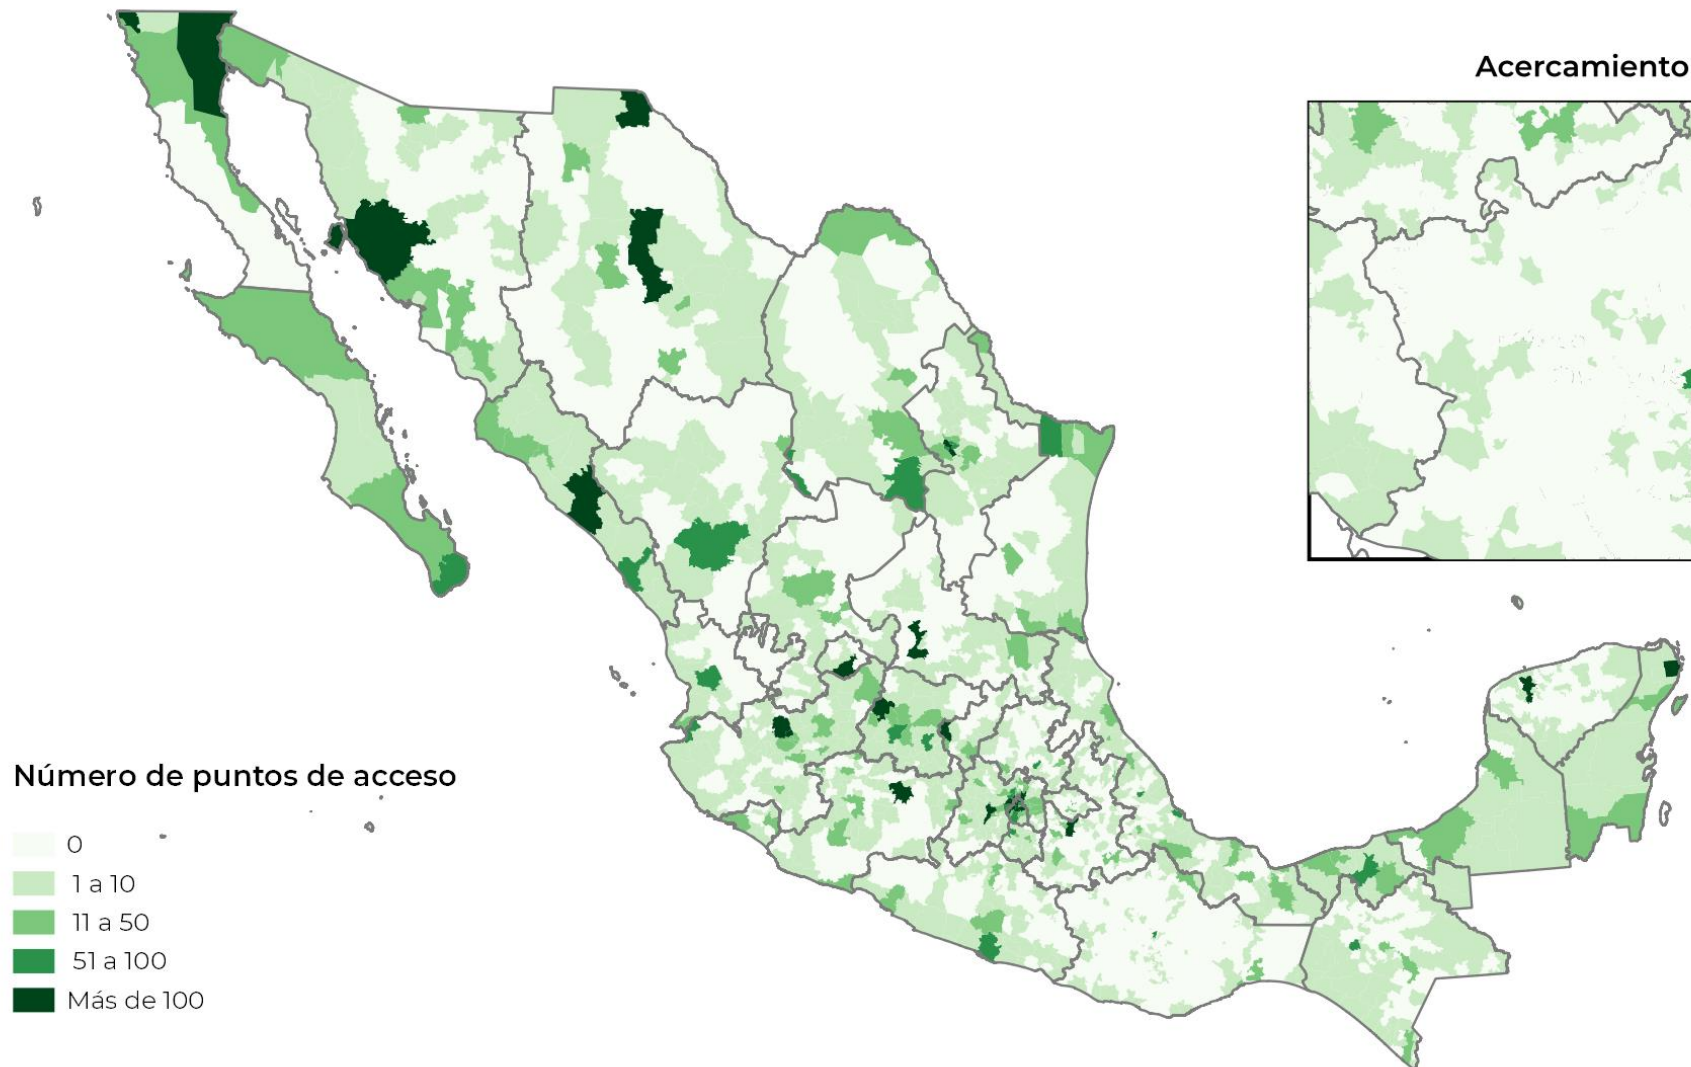 Acercamiento
Número de puntos de acceso
0
1 a 10
11 a 50
51 a 100
Más de 100